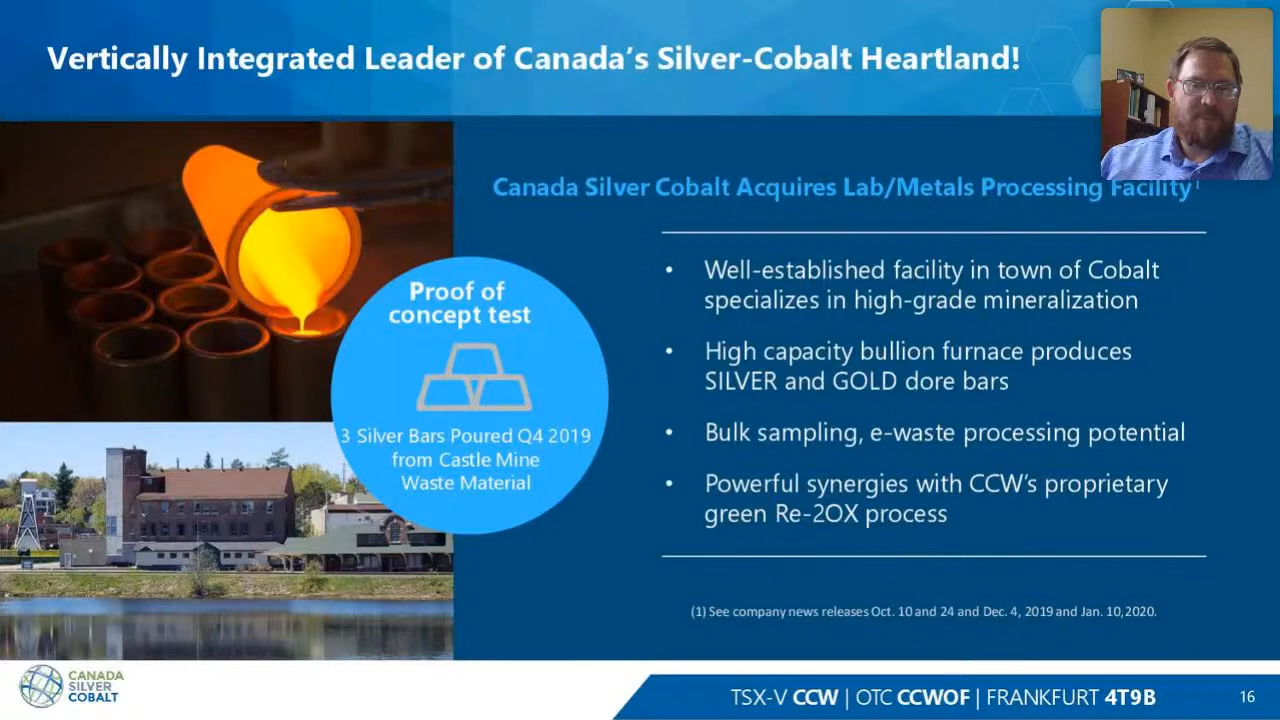 Vertically Integrated Leader of Canada's Silver-Cobalt Heartland!
Canada Silver Cobalt Acquires Lab/Metals Processing Facility¹
Proof of
concept test
3 Silver Bars Poured Q4 2019
from Castle Mine
Waste Material
• Well-established facility in town of Cobalt
specializes in high-grade mineralization
• High capacity bullion furnace produces
SILVER and GOLD dore bars
• Bulk sampling, e-waste processing potential
• Powerful synergies with CCW's proprietary
green Re-2OX process
(1) See company news releases Oct. 10 and 24 and Dec. 4, 2019 and Jan. 10,2020.
CANADA
SILVER
COBALT
TSX-V CCW | OTC CCWOF | FRANKFURT 4T9B
16